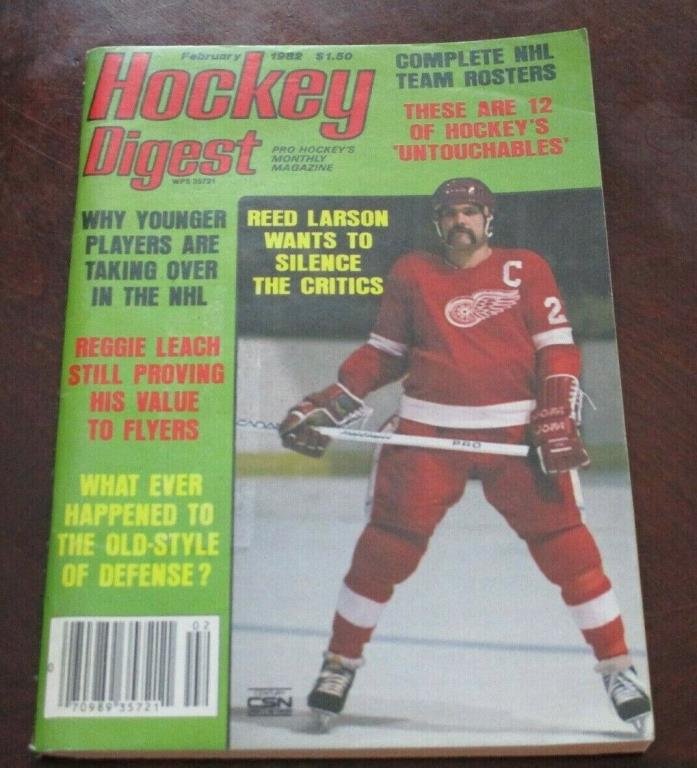 February 1982 $1.50
Hockey
Digest
PRO HOCKEY'S
MONTHLY
MAGAZINE
WPS 35721
COMPLETE NHL
TEAM ROSTERS
THESE ARE 12
OF HOCKEY'S
'UNTOUCHABLES'
WHY YOUNGER
PLAYERS ARE
TAKING OVER
IN THE NHL
REGGIE LEACH
STILL PROVING
HIS VALUE
TO FLYERS
WHAT EVER
HAPPENED TO
THE OLD-STYLE
OF DEFENSE?
REED LARSON
WANTS TO
SILENCE
THE CRITICS
C
2
PRO
02
0
70989 35721
CSN